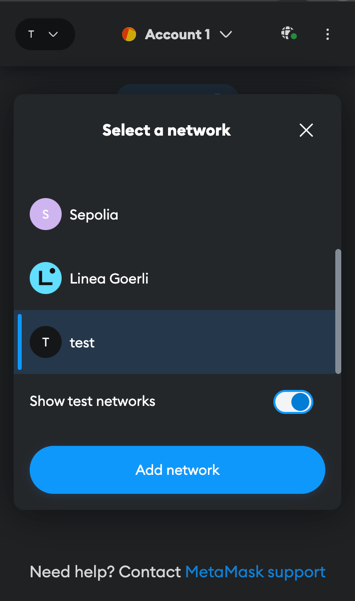 T
Account 1
Select a network
S
Sepolia
L
Linea Goerli
T
test
Show test networks
Add network
Need help? Contact MetaMask support